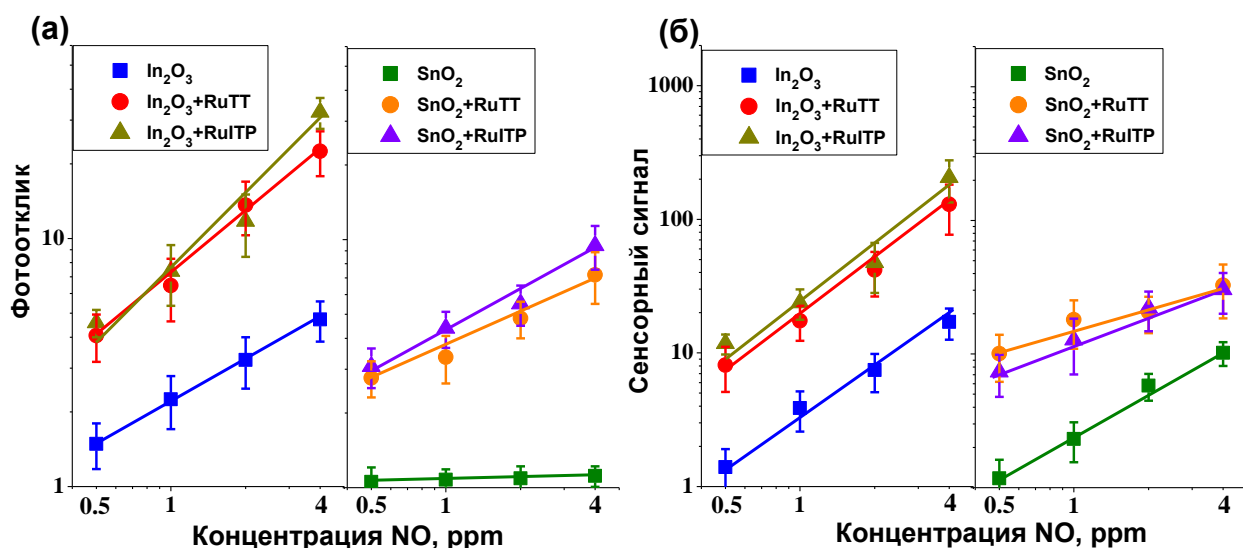 (а)
Фотоотклик
10
1
In₂O₃
In₂O₃+RuTT
In₂O₃+RuITP
SnO₂
SnO₂+RuTT
SnO₂+RuITP
0.5 1 4
0.5 1 4
Концентрация NO, ppm
(б)
Сенсорный сигнал
1000
100
10
1
In₂O₃
In₂O₃+RuTT
In₂O₃+RuITP
SnO₂
SnO₂+RuTT
SnO₂+RuITP
0.5 1 4
0.5 1 4
Концентрация NO, ppm